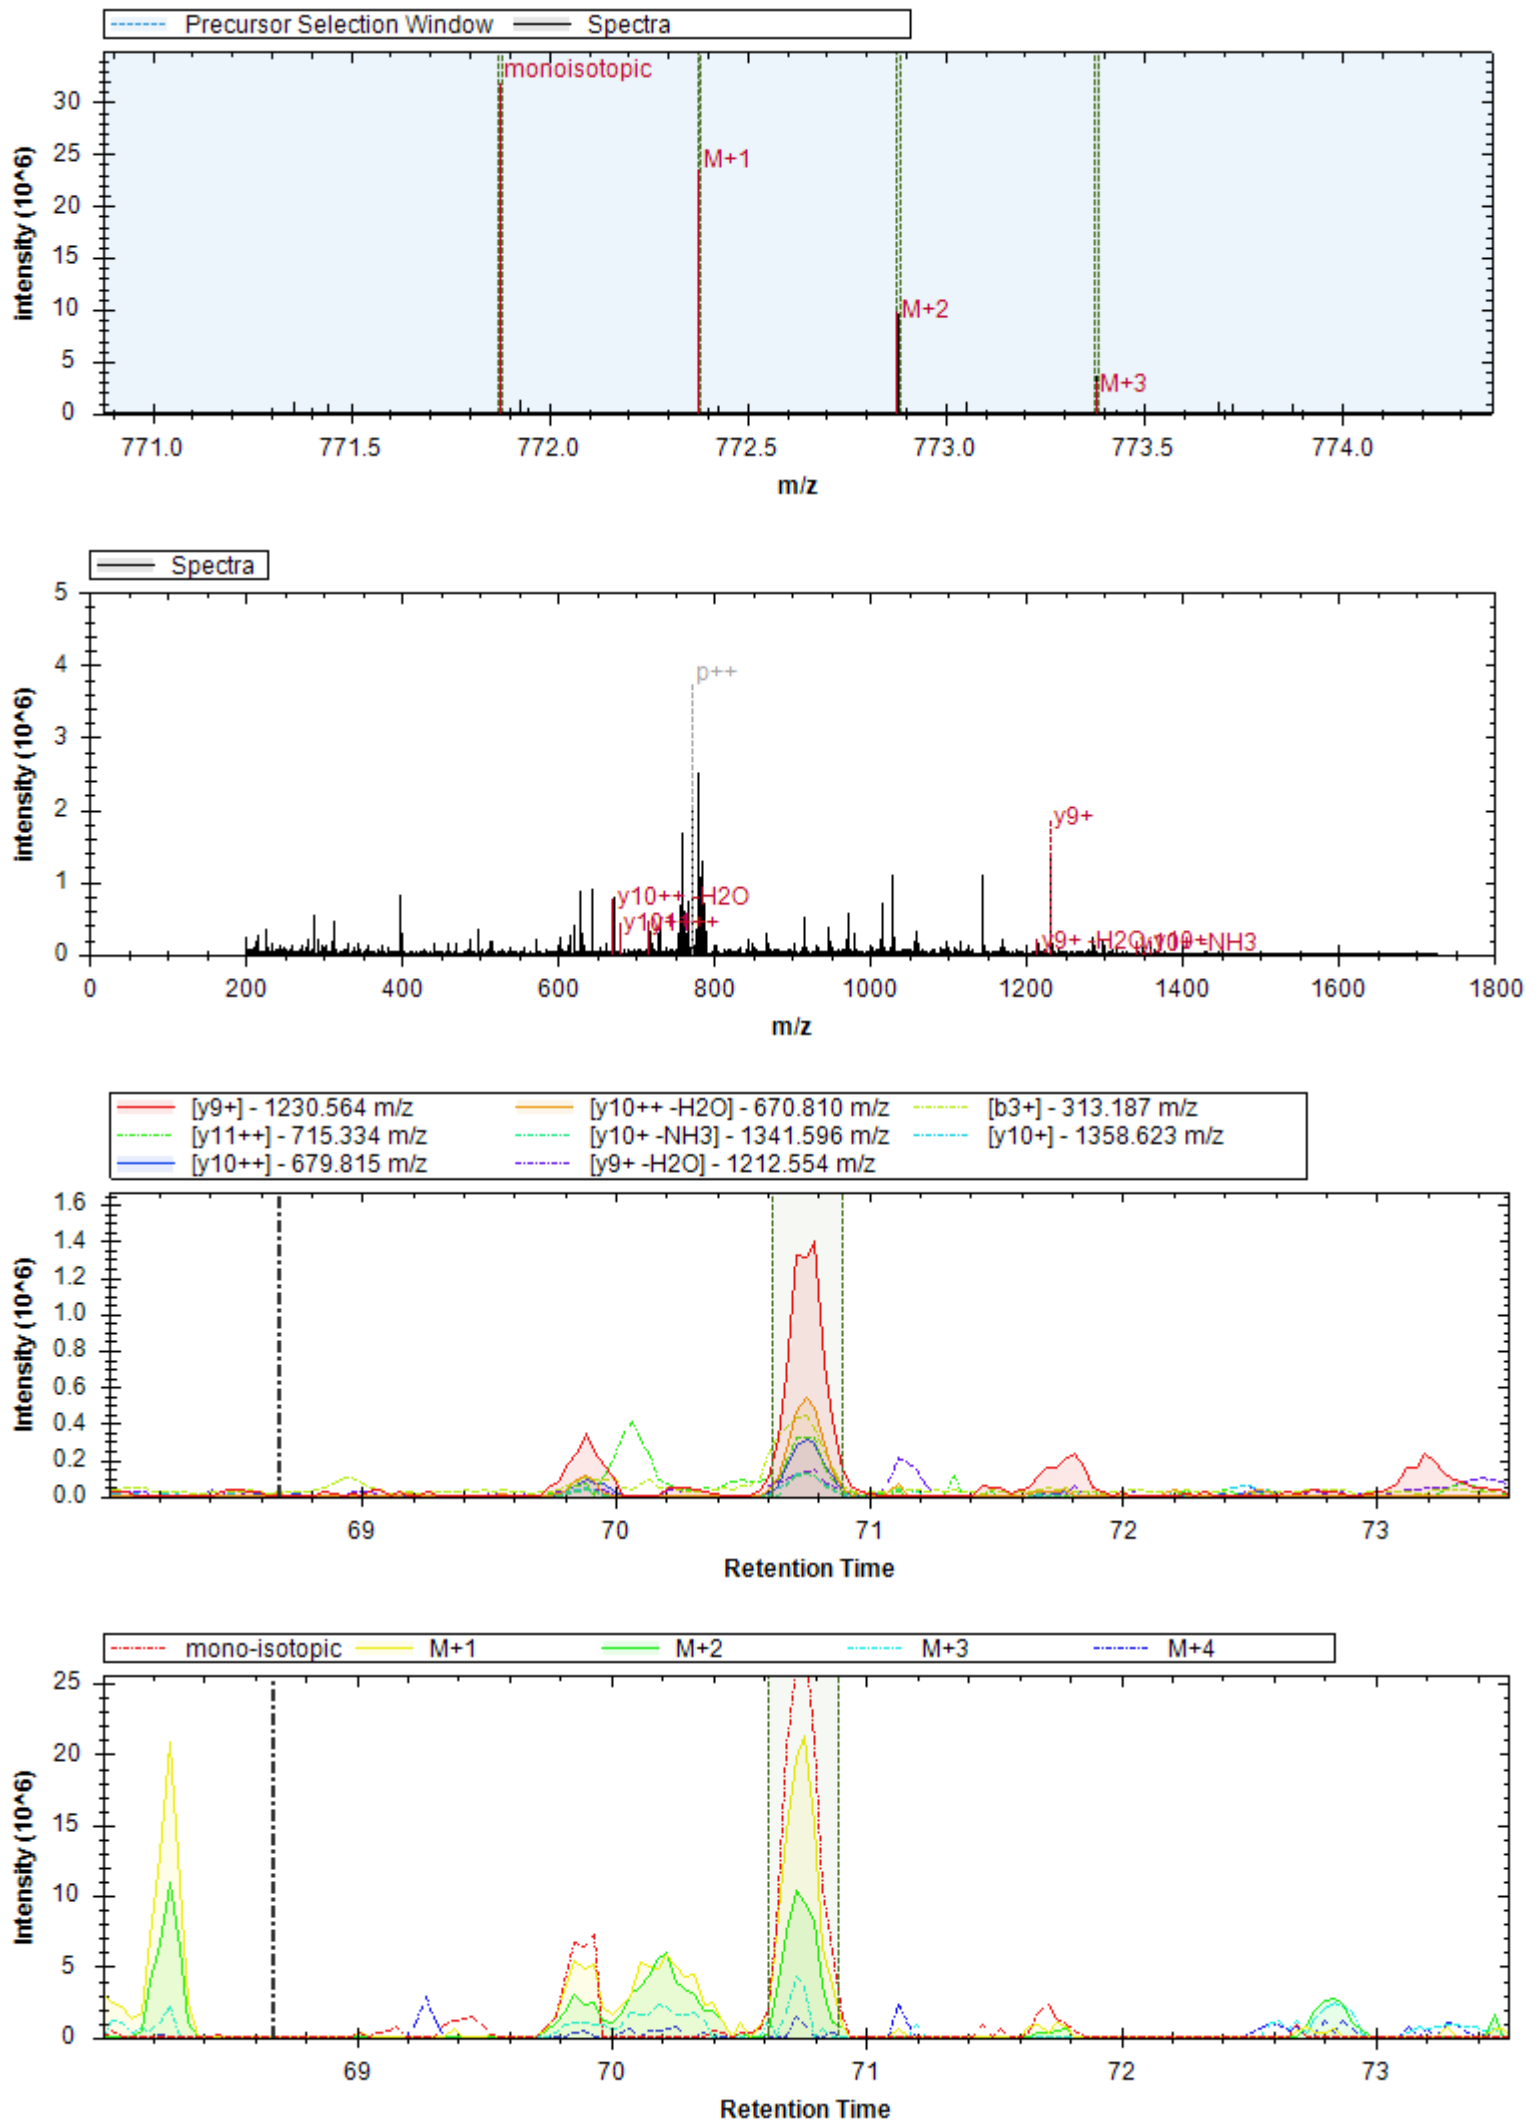 Precursor Selection Window Spectra
monoisotopic
M+1
M+2
M+3
30
25
20
15
10
5
0
intensity (10^6)
771.0 771.5 772.0 772.5 773.0 773.5 774.0
m/z
Spectra
5
4
3
2
1
0
intensity (10^6)
p++
y9+
y10++ -H2O
y9+ -H2O
0 200 400 600 800 1000 1200 1400 1600 1800
m/z
[y9+] - 1230.564 m/z [y10++ -H2O] - 670.810 m/z [b3+] - 313.187 m/z
[y11++] - 715.334 m/z [y10+ -NH3] - 1341.596 m/z [y10+] - 1358.623 m/z
[y10++] - 679.815 m/z [y9+ -H2O] - 1212.554 m/z
1.6
1.4
1.2
1.0
0.8
0.6
0.4
0.2
0.0
Intensity (10^6)
69 70 71 72 73
Retention Time
mono-isotopic M+1 M+2 M+3 M+4
25
20
15
10
5
0
Intensity (10^6)
69 70 71 72 73
Retention Time